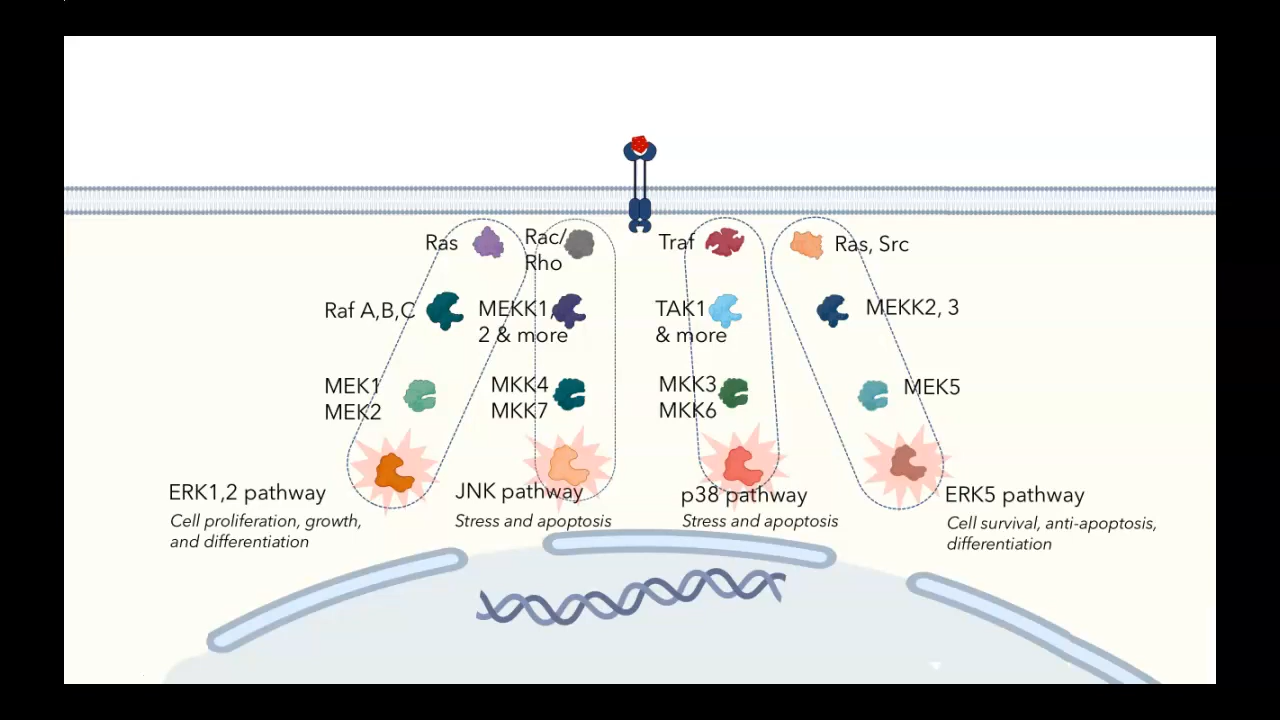 Ras
Rac/
Rho
Traf
Ras, Src
Raf A,B,C
MEKK1,
2 & more
TAK1
& more
MEKK2, 3
MEK1
MEK2
MKK4
MKK7
MKK3
MKK6
MEK5
ERK1,2 pathway
Cell proliferation, growth,
and differentiation
JNK pathway
Stress and apoptosis
p38 pathway
Stress and apoptosis
ERK5 pathway
Cell survival, anti-apoptosis,
differentiation